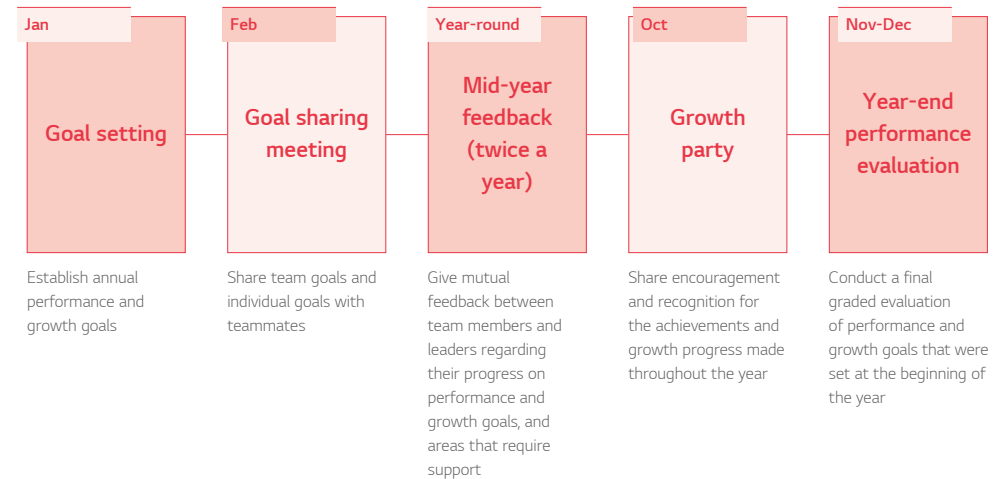 Jan
Goal setting
Establish annual
performance and
growth goals
Feb
Goal sharing
meeting
Share team goals and
individual goals with
teammates
Year-round
Mid-year
feedback
(twice a
year)
Give mutual
feedback between
team members and
leaders regarding
their progress on
performance and
growth goals, and
areas that require
support
Oct
Growth
party
Share encouragement
and recognition for
the achievements and
growth progress made
throughout the year
Nov-Dec
Year-end
performance
evaluation
Conduct a final
graded evaluation
of performance and
growth goals that were
set at the beginning of
the year